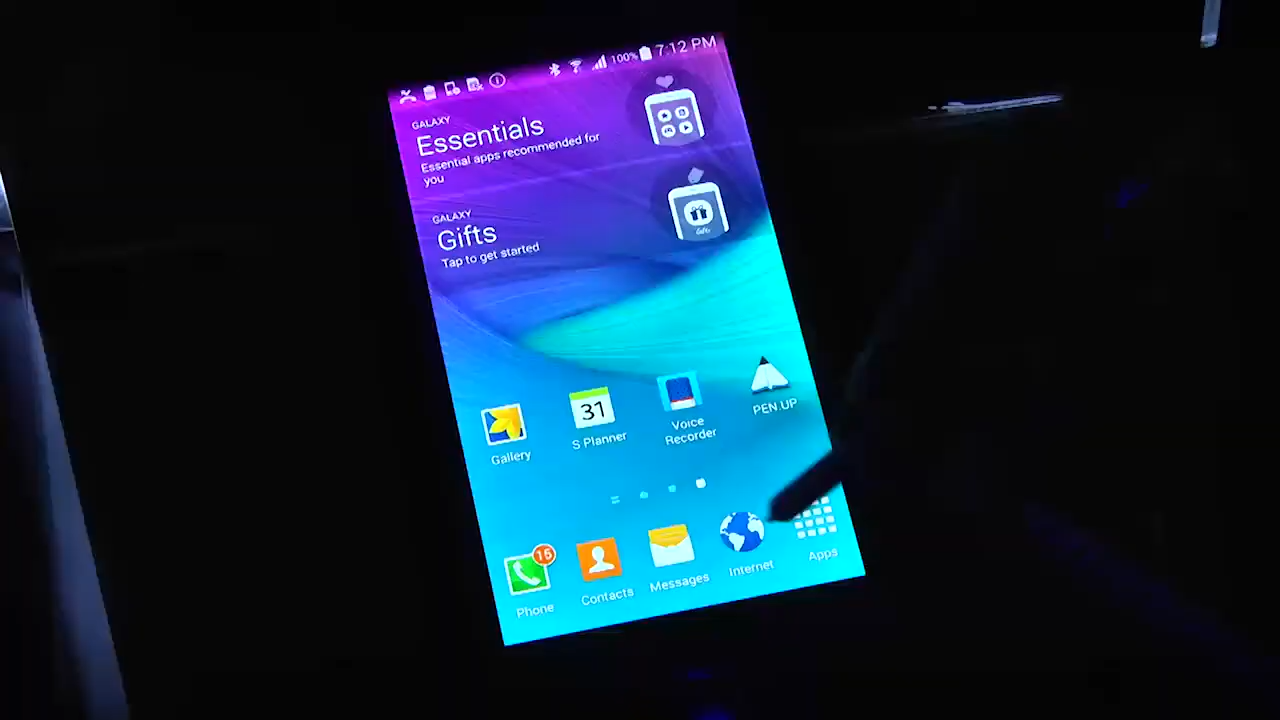 100% 7:12 PM
GALAXY
Essentials
Essential apps recommended for
you
GALAXY
Gifts
Tap to get started
Gifts
31
Gallery
S Planner
Voice
Recorder
PEN.UP
15
Phone
Contacts
Messages
Internet
Apps